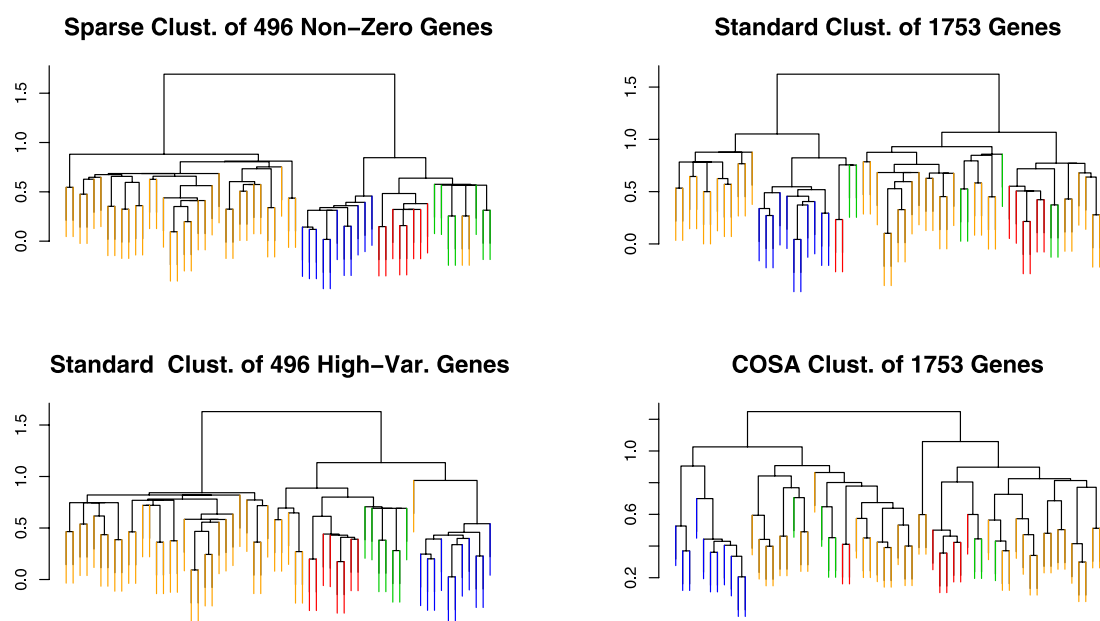 Sparse Clust. of 496 Non−Zero Genes
0.0 0.5 1.0 1.5
Standard Clust. of 1753 Genes
0.0 0.5 1.0 1.5
Standard  Clust. of 496 High−Var. Genes
0.0 0.5 1.0 1.5
COSA Clust. of 1753 Genes
0.2 0.6 1.0